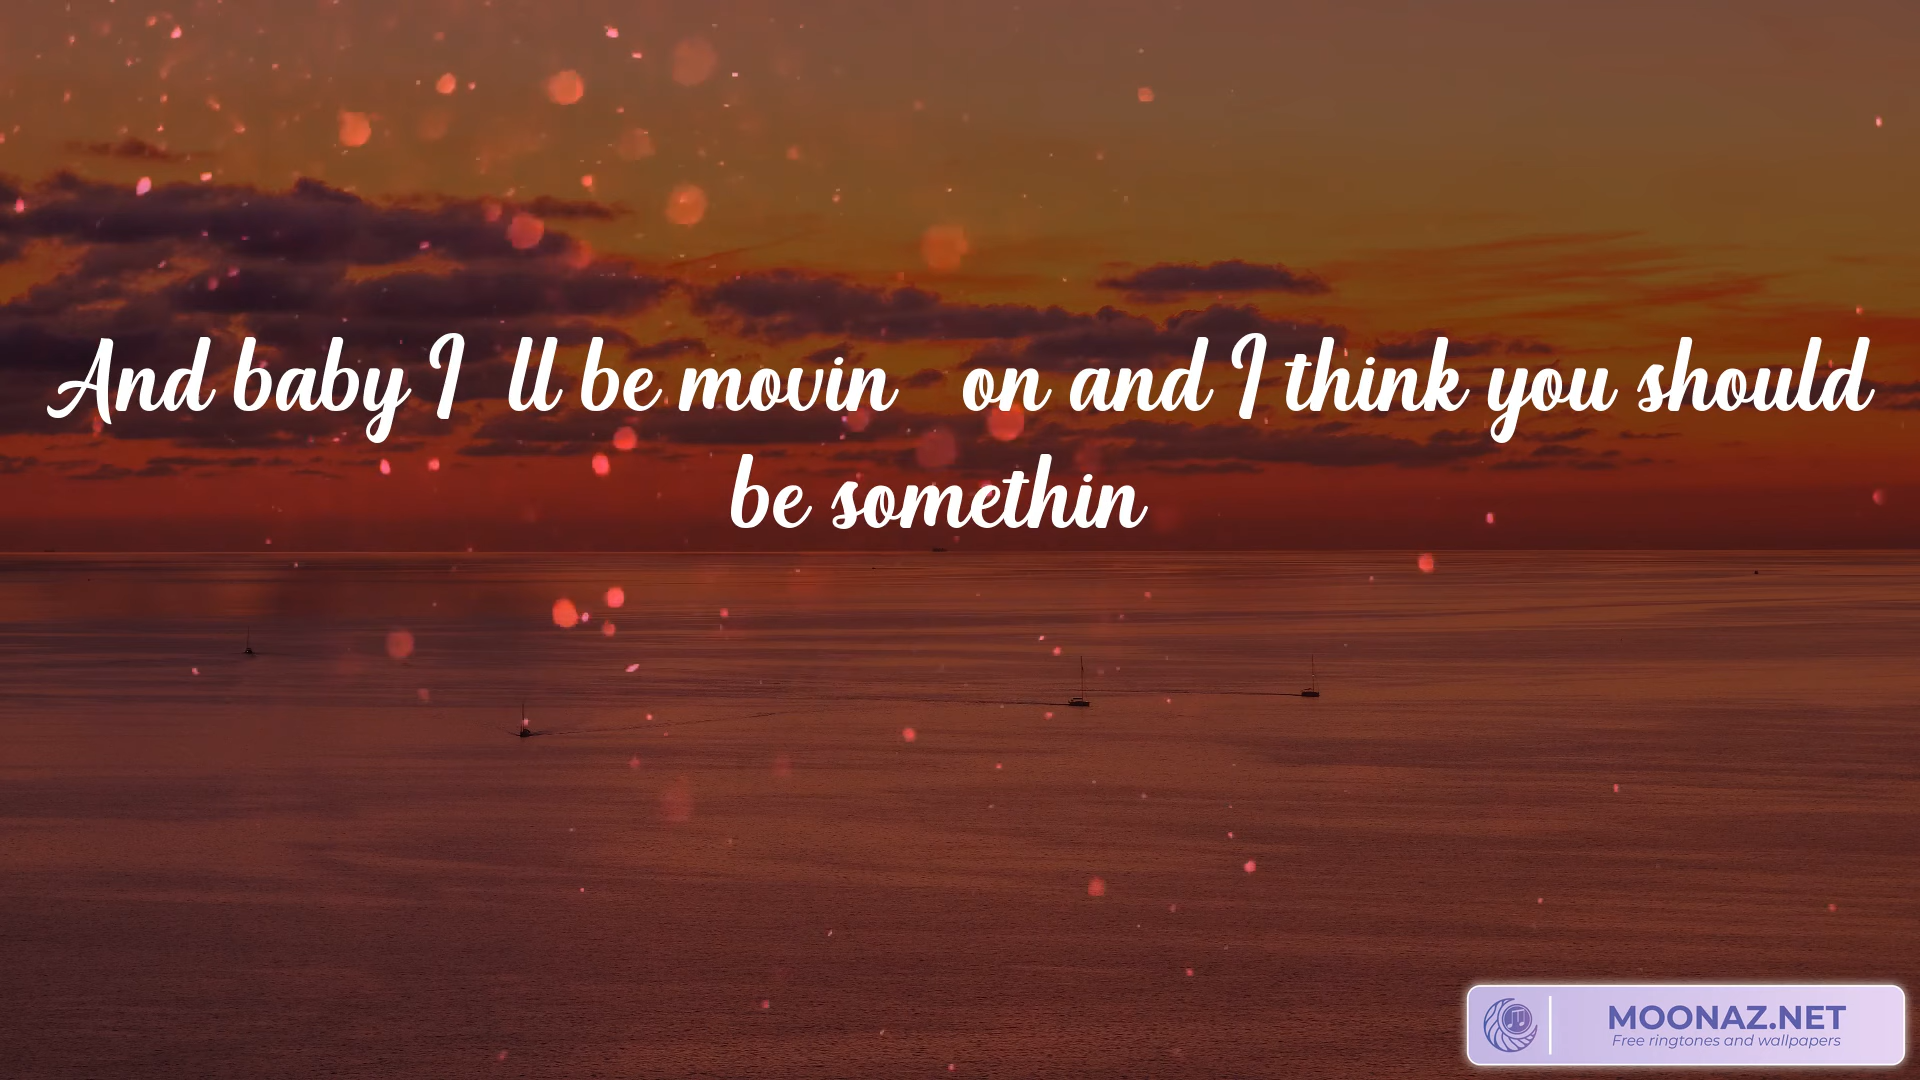 And baby I ll be movin on and I think you should
be somethin
MOONAZ.NET
Free ringtones and wallpapers